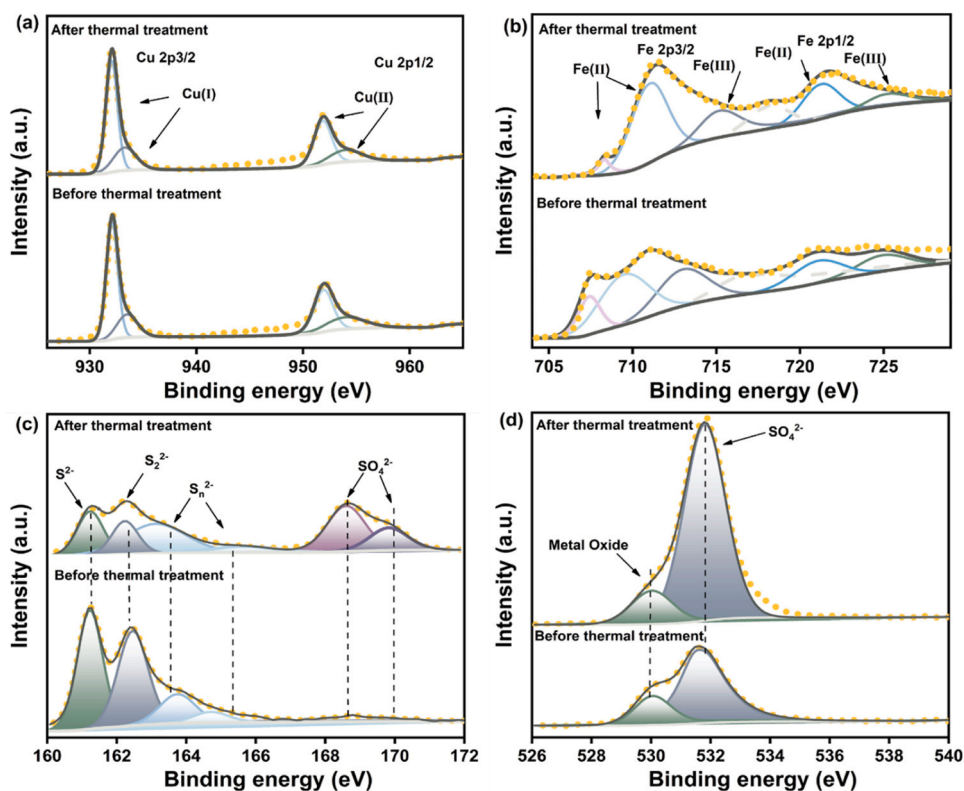 (a)
After thermal treatment
Cu 2p3/2
Cu 2p1/2
Cu(I)
Cu(II)
Before thermal treatment
Intensity (a.u.)
930 940 950 960
Binding energy (eV)
(b)
After thermal treatment
Fe 2p3/2
Fe 2p1/2
Fe(II)
Fe(III)
Fe(II)
Fe(III)
Before thermal treatment
Intensity (a.u.)
705 710 715 720 725
Binding energy (eV)
(c)
After thermal treatment
S²⁻
S₂²⁻
Sₙ²⁻
SO₄²⁻
Before thermal treatment
Intensity (a.u.)
160 162 164 166 168 170 172
Binding energy (eV)
(d)
After thermal treatment
SO₄²⁻
Metal Oxide
Before thermal treatment
Intensity (a.u.)
526 528 530 532 534 536 538 540
Binding energy (eV)